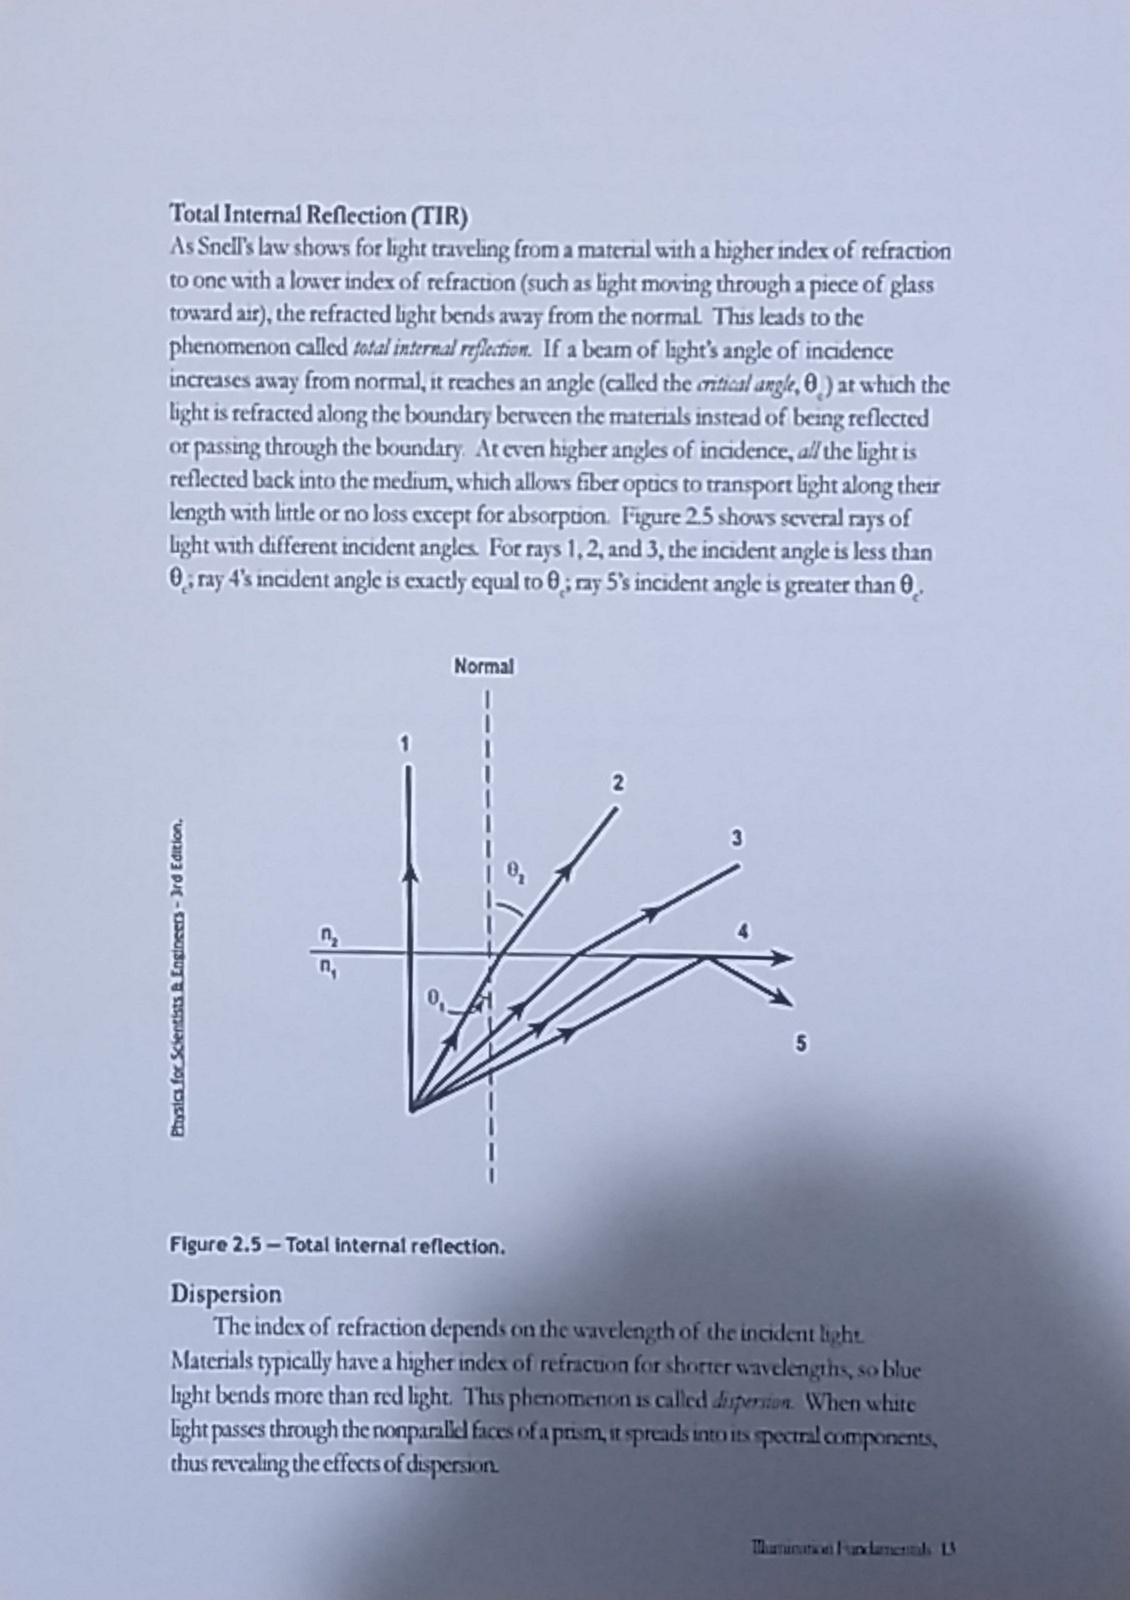 Total Internal Reflection (TIR)
As Snell's law shows for light traveling from a material with a higher index of refraction
to one with a lower index of refraction (such as light moving through a piece of glass
toward air), the refracted light bends away from the normal. This leads to the
phenomenon called total internal reflection. If a beam of light's angle of incidence
increases away from normal, it reaches an angle (called the critical angle, θc) at which the
light is refracted along the boundary between the materials instead of being reflected
or passing through the boundary. At even higher angles of incidence, all the light is
reflected back into the medium, which allows fiber optics to transport light along their
length with little or no loss except for absorption. Figure 2.5 shows several rays of
light with different incident angles. For rays 1, 2, and 3, the incident angle is less than
θc; ray 4's incident angle is exactly equal to θc; ray 5's incident angle is greater than θc.
Normal
1
2
3
θ2
4
n2
n1
θ1
5
Physics for Scientists & Engineers - 3rd Edition.
Figure 2.5 – Total internal reflection.
Dispersion
The index of refraction depends on the wavelength of the incident light.
Materials typically have a higher index of refraction for shorter wavelengths, so blue
light bends more than red light. This phenomenon is called dispersion. When white
light passes through the nonparallel faces of a prism, it spreads into its spectral components,
thus revealing the effects of dispersion.
Illumination Fundamentals 13